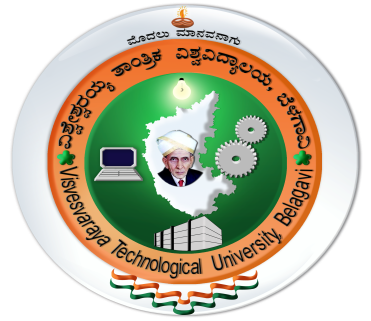 ಮೊದಲು ಮಾನವನಾಗು
ವಿಶ್ವೇಶ್ವರಯ್ಯ ತಾಂತ್ರಿಕ ವಿಶ್ವವಿದ್ಯಾಲಯ, ಬೆಳಗಾವಿ
Visvesvaraya Technological University, Belagavi